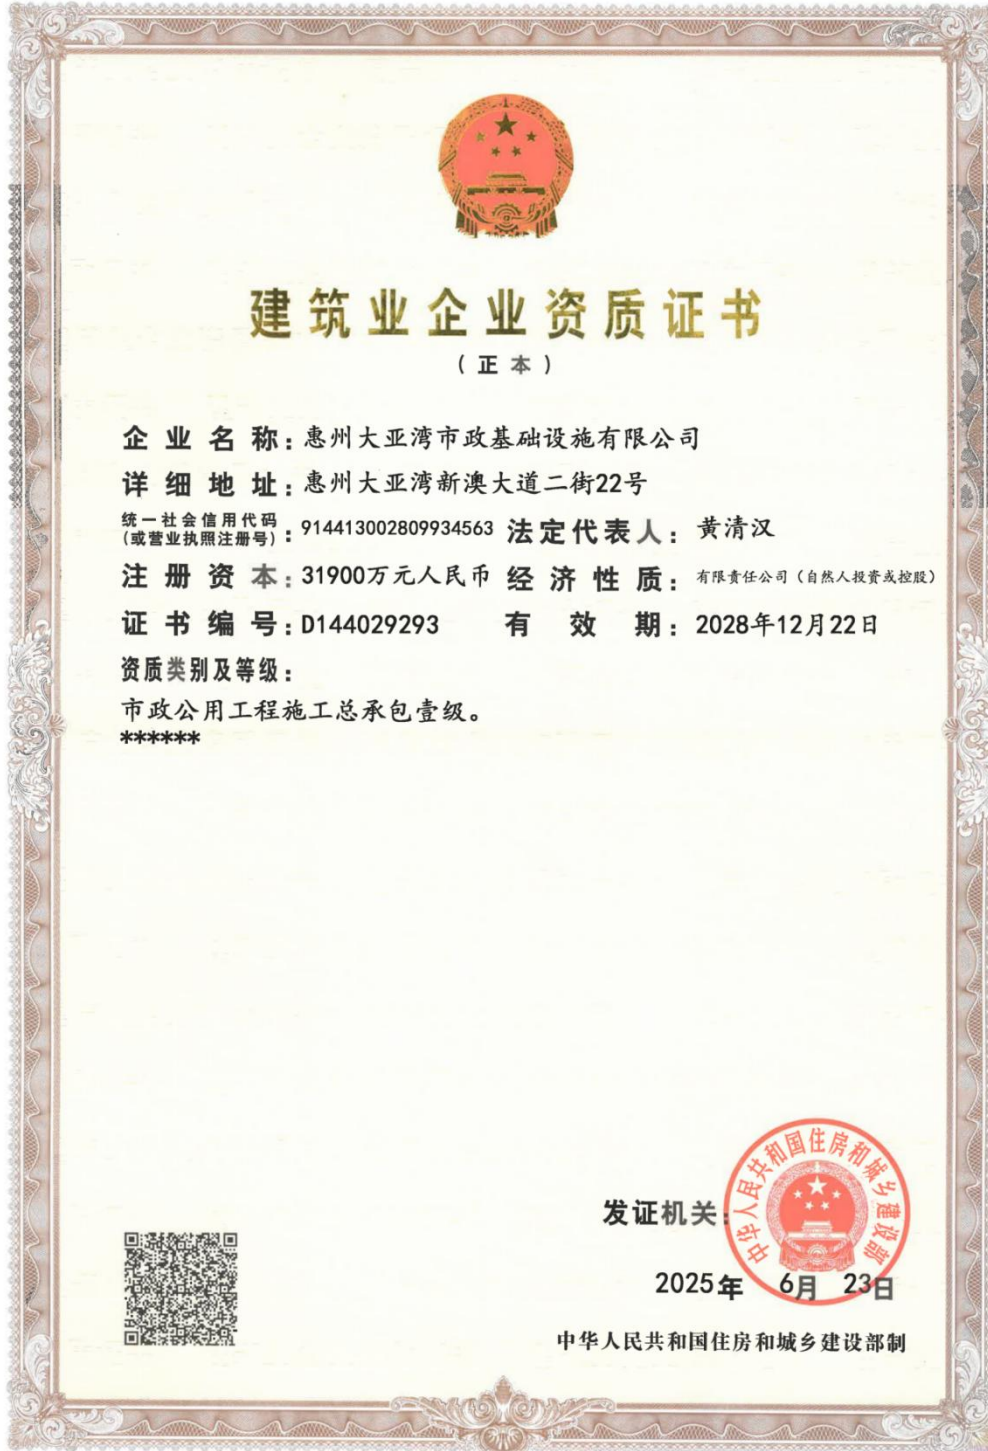 建筑业企业资质证书
（正本）
企业名称：惠州大亚湾市政基础设施有限公司
详细地址：惠州大亚湾新澳大道二街22号
统一社会信用代码
（或营业执照注册号）：914413002809934563 法定代表人：黄清汉
注册资本：31900万元人民币 经济性质：有限责任公司（自然人投资或控股）
证书编号：D144029293 有效期：2028年12月22日
资质类别及等级：
市政公用工程施工总承包壹级。
******
中华人民共和国住房和城乡建设部
发证机关：
2025年 6月 23日
中华人民共和国住房和城乡建设部制